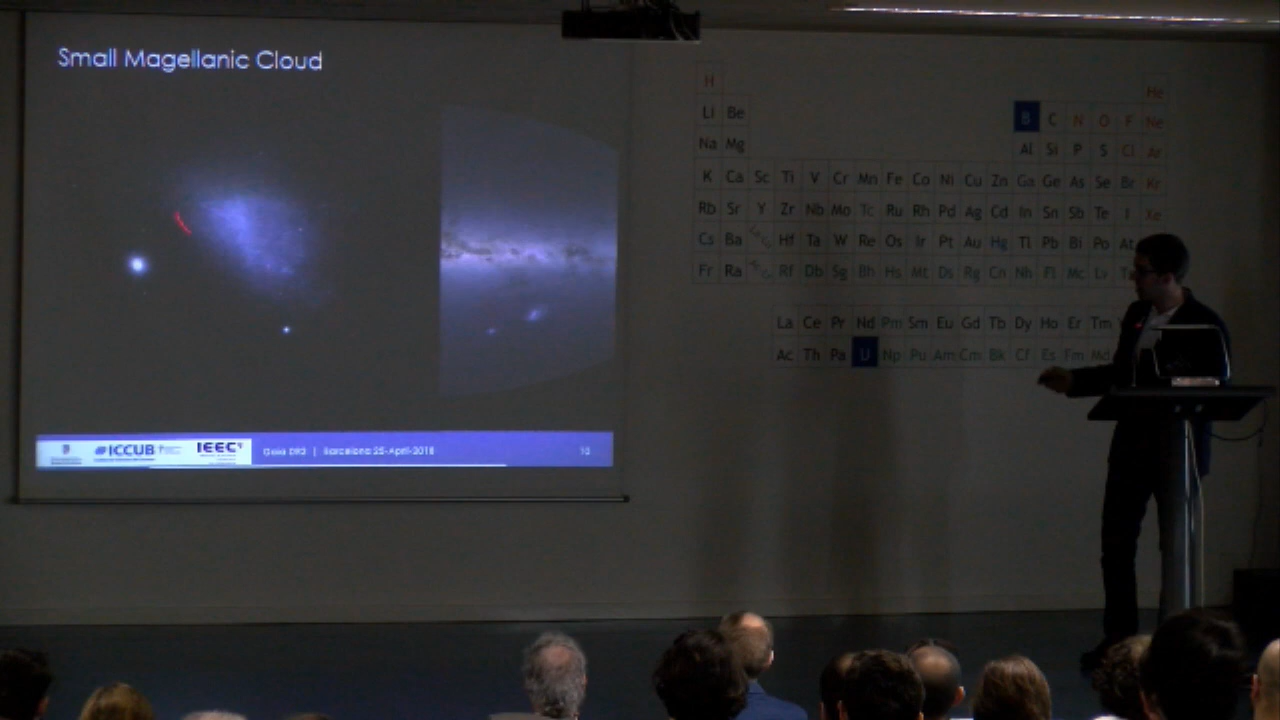 Small Magellanic Cloud
ICCUB
IEEC
Gaia DR2 | Barcelona 25-April-2018
10
H He
Li Be B C N O F Ne
Na Mg Al Si P S Cl Ar
K Ca Sc Ti V Cr Mn Fe Co Ni Cu Zn Ga Ge As Se Br Kr
Rb Sr Y Zr Nb Mo Tc Ru Rh Pd Ag Cd In Sn Sb Te I Xe
Cs Ba Hf Ta W Re Os Ir Pt Au Hg Tl Pb Bi Po At
Fr Ra Rf Db Sg Bh Hs Mt Ds Rg Cn Nh Fl Mc Lv
La Ce Pr Nd Pm Sm Eu Gd Tb Dy Ho Er Tm
Ac Th Pa U Np Pu Am Cm Bk Cf Es Fm Md